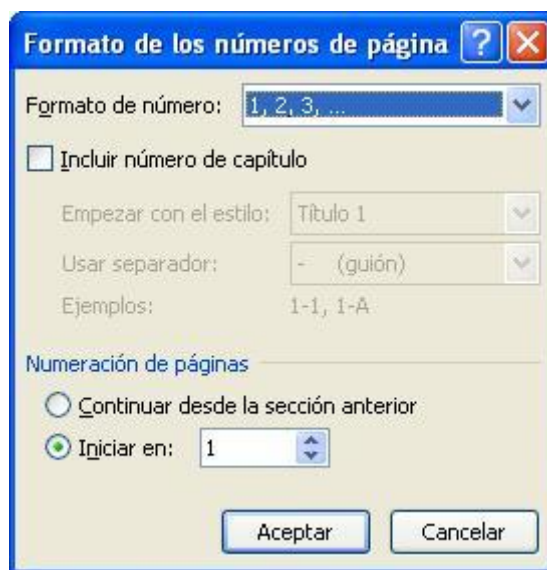 Formato de los números de página
Formato de número: 1, 2, 3, ...
Incluir número de capítulo
Empezar con el estilo: Título 1
Usar separador: - (guión)
Ejemplos: 1-1, 1-A
Numeración de páginas
Continuar desde la sección anterior
Iniciar en: 1
Aceptar Cancelar